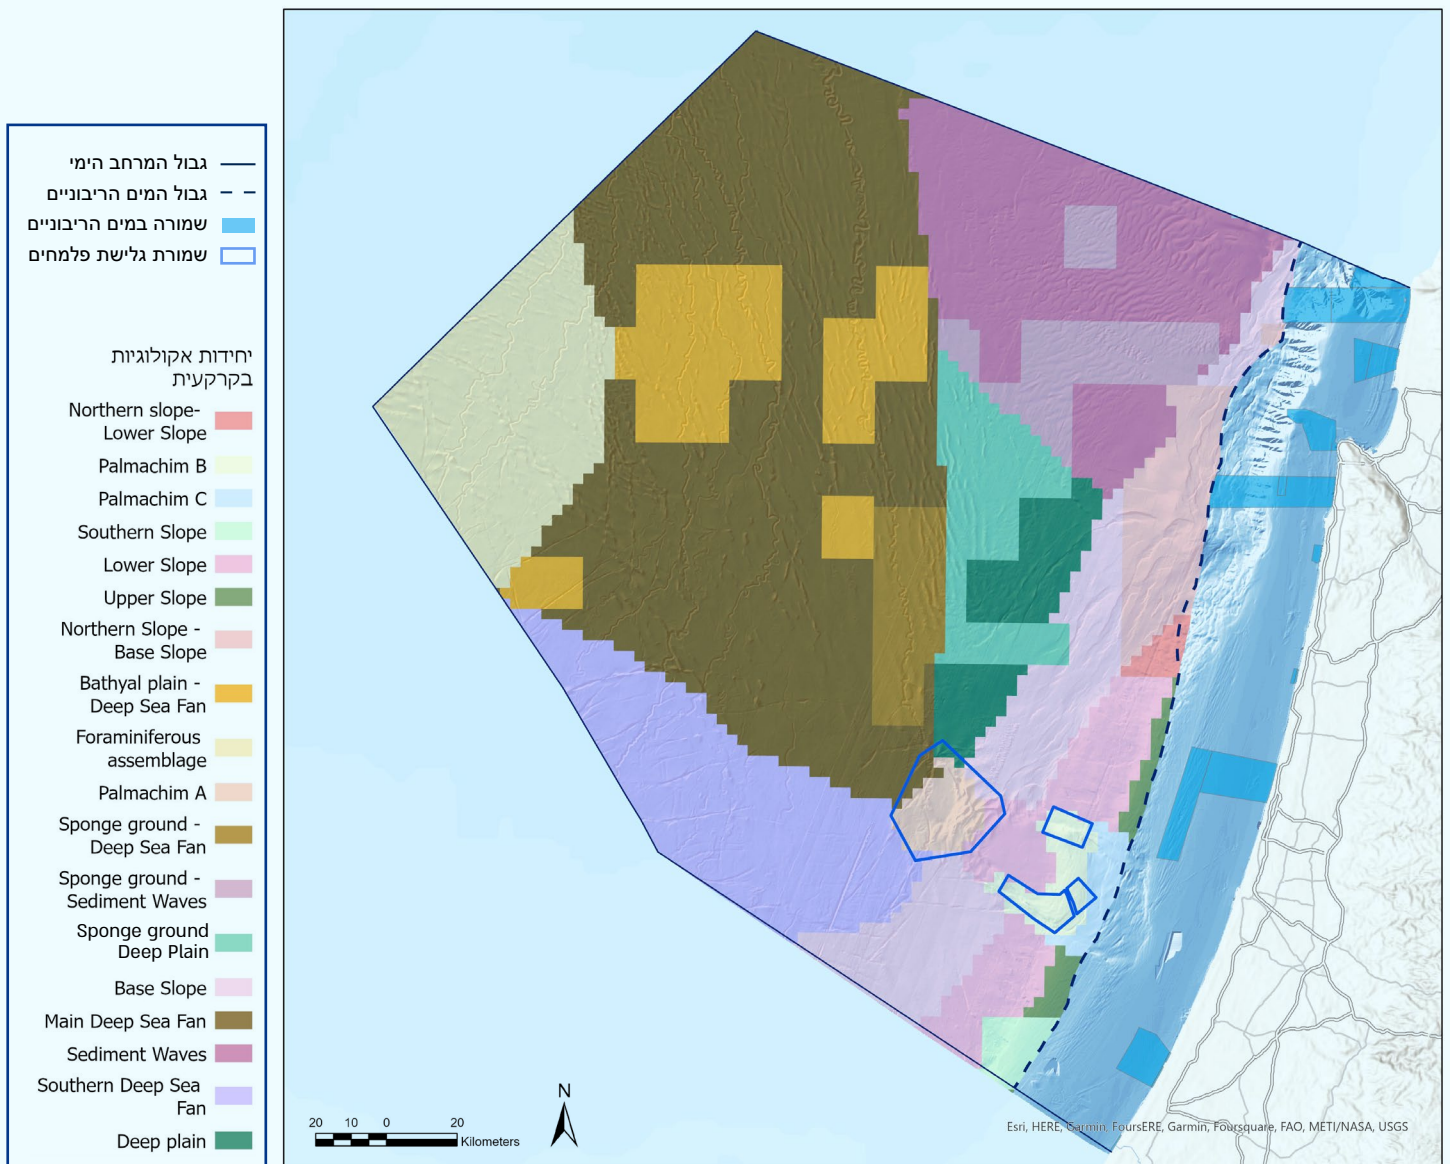 גבול המרחב הימי
גבול המים הריבוניים
שמורה במים הריבוניים
שמורת גלישת פלמחים
יחידות אקולוגיות
בקרקעית
Northern slope-
Lower Slope
Palmachim B
Palmachim C
Southern Slope
Lower Slope
Upper Slope
Northern Slope -
Base Slope
Bathyal plain -
Deep Sea Fan
Foraminiferous
assemblage
Palmachim A
Sponge ground -
Deep Sea Fan
Sponge ground -
Sediment Waves
Sponge ground
Deep Plain
Base Slope
Main Deep Sea Fan
Sediment Waves
Southern Deep Sea
Fan
Deep plain
20 10 0 20
Kilometers
N
Esri, HERE, Garmin, FoursERE, Garmin, Foursquare, FAO, METI/NASA, USGS